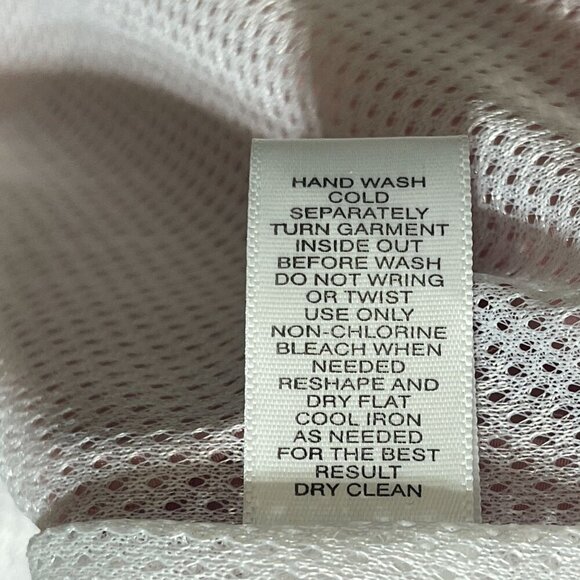 HAND WASH
COLD
SEPARATELY
TURN GARMENT
INSIDE OUT
BEFORE WASH
DO NOT WRING
OR TWIST
USE ONLY
NON-CHLORINE
BLEACH WHEN
NEEDED
RESHAPE AND
DRY FLAT
COOL IRON
AS NEEDED
FOR THE BEST
RESULT
DRY CLEAN